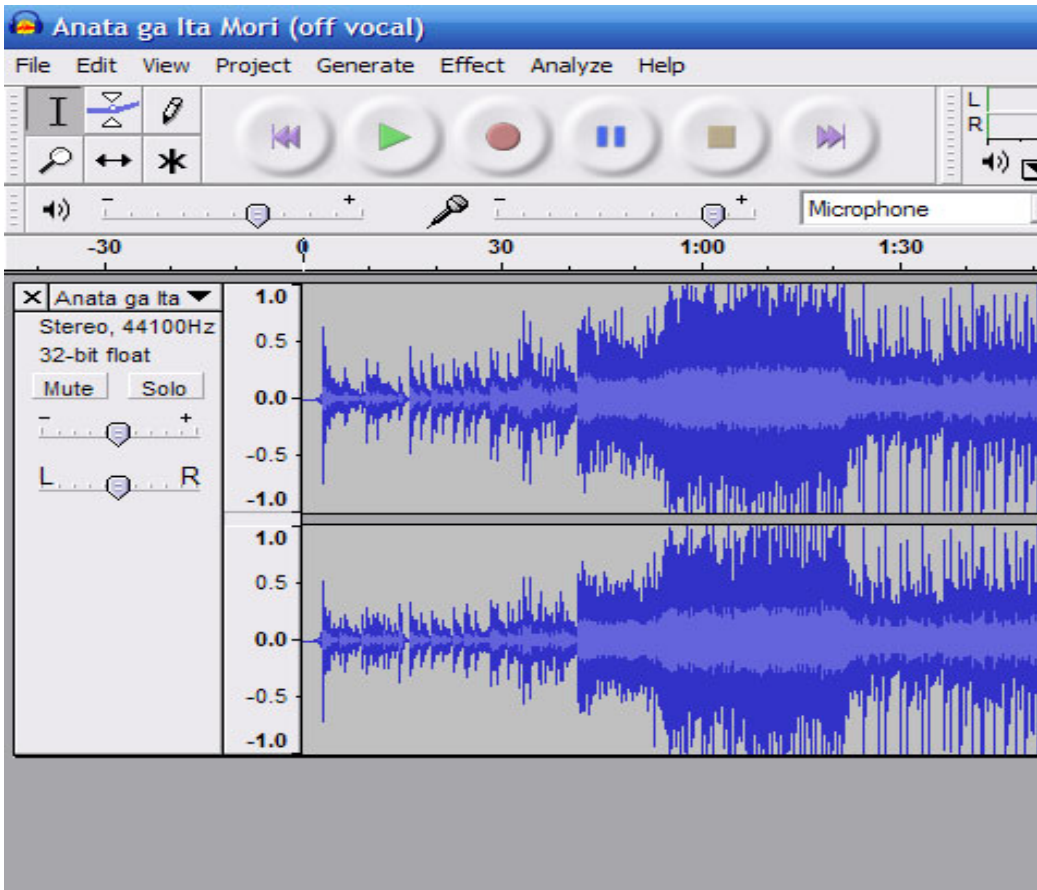 Anata ga Ita Mori (off vocal)
File Edit View Project Generate Effect Analyze Help
L
R
- + - + Microphone
-30 0 30 1:00 1:30
X Anata ga Ita
Stereo, 44100Hz
32-bit float
Mute Solo
- +
L R
1.0
0.5
0.0
-0.5
-1.0
1.0
0.5
0.0
-0.5
-1.0